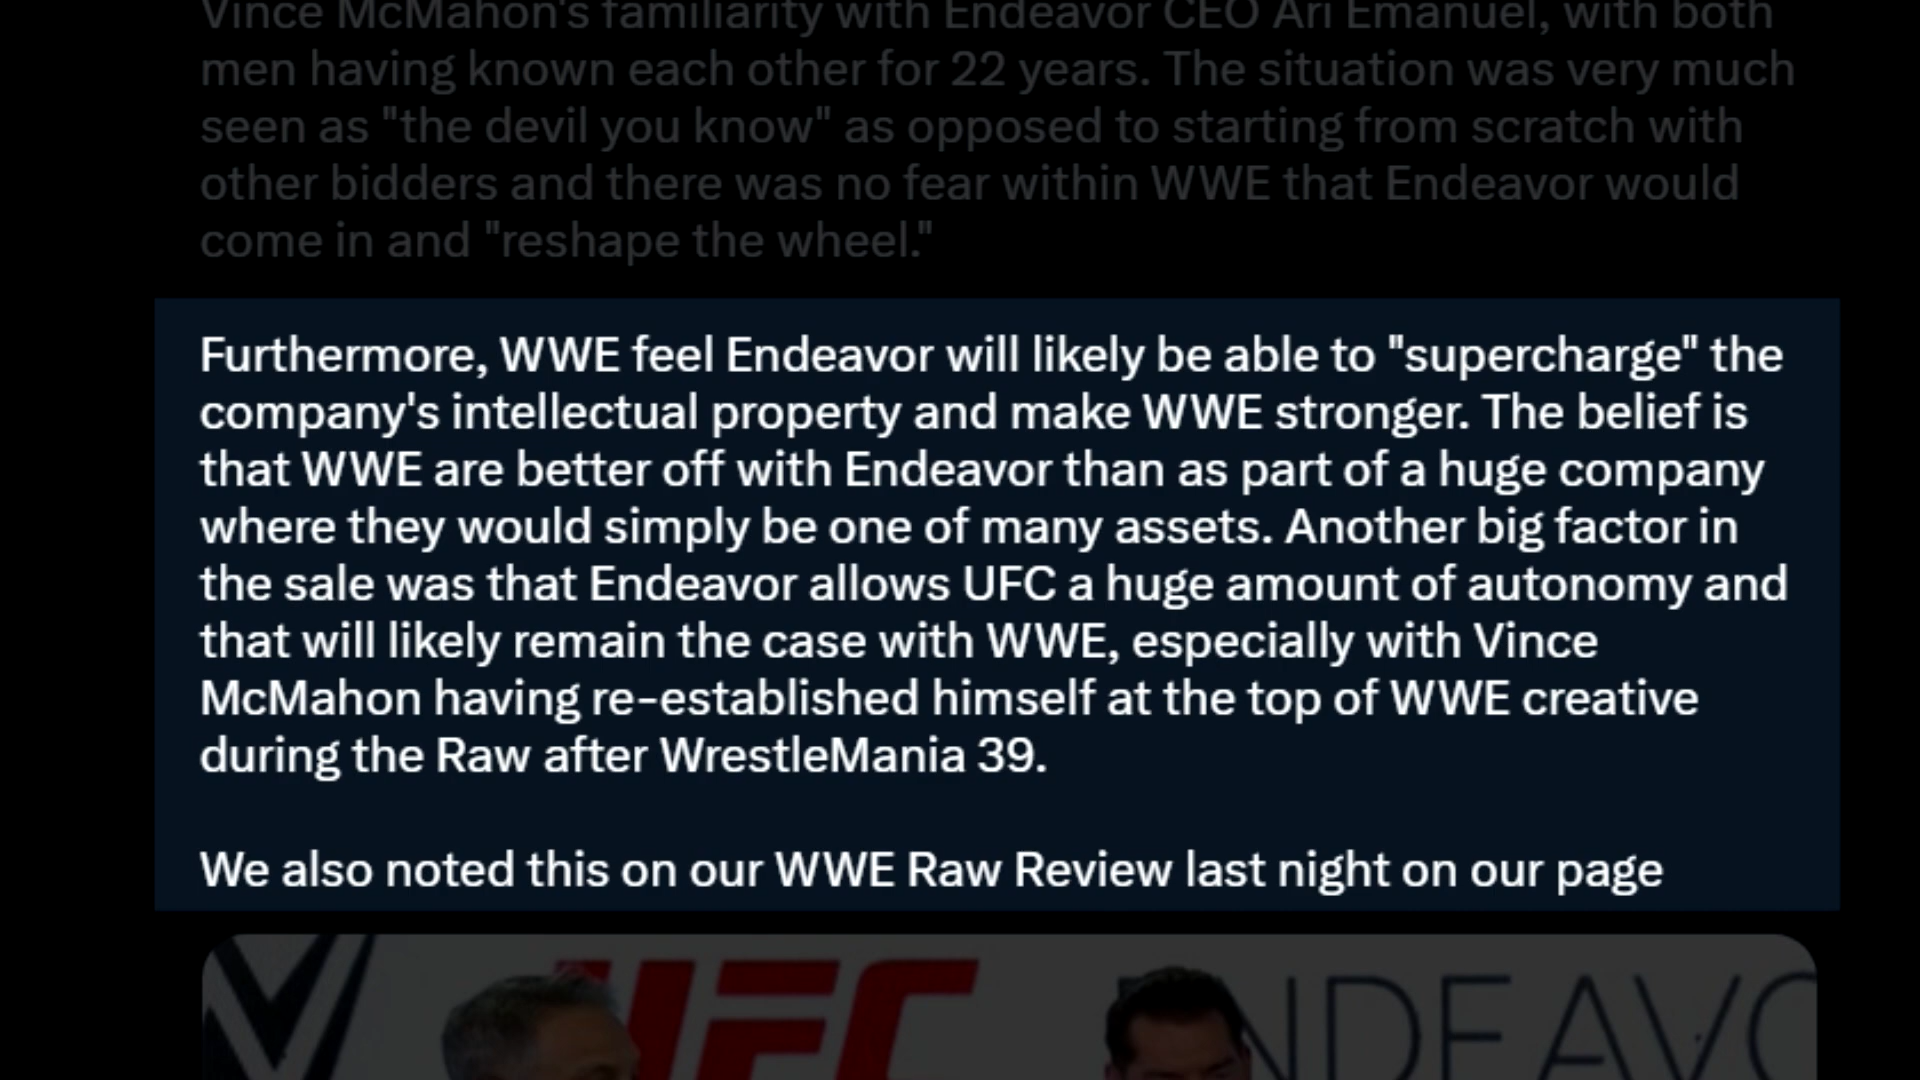 Vince McMahon's familiarity with Endeavor CEO Ari Emanuel, with both
men having known each other for 22 years. The situation was very much
seen as "the devil you know" as opposed to starting from scratch with
other bidders and there was no fear within WWE that Endeavor would
come in and "reshape the wheel."
Furthermore, WWE feel Endeavor will likely be able to "supercharge" the
company's intellectual property and make WWE stronger. The belief is
that WWE are better off with Endeavor than as part of a huge company
where they would simply be one of many assets. Another big factor in
the sale was that Endeavor allows UFC a huge amount of autonomy and
that will likely remain the case with WWE, especially with Vince
McMahon having re-established himself at the top of WWE creative
during the Raw after WrestleMania 39.
We also noted this on our WWE Raw Review last night on our page
UFC ENDEAVO